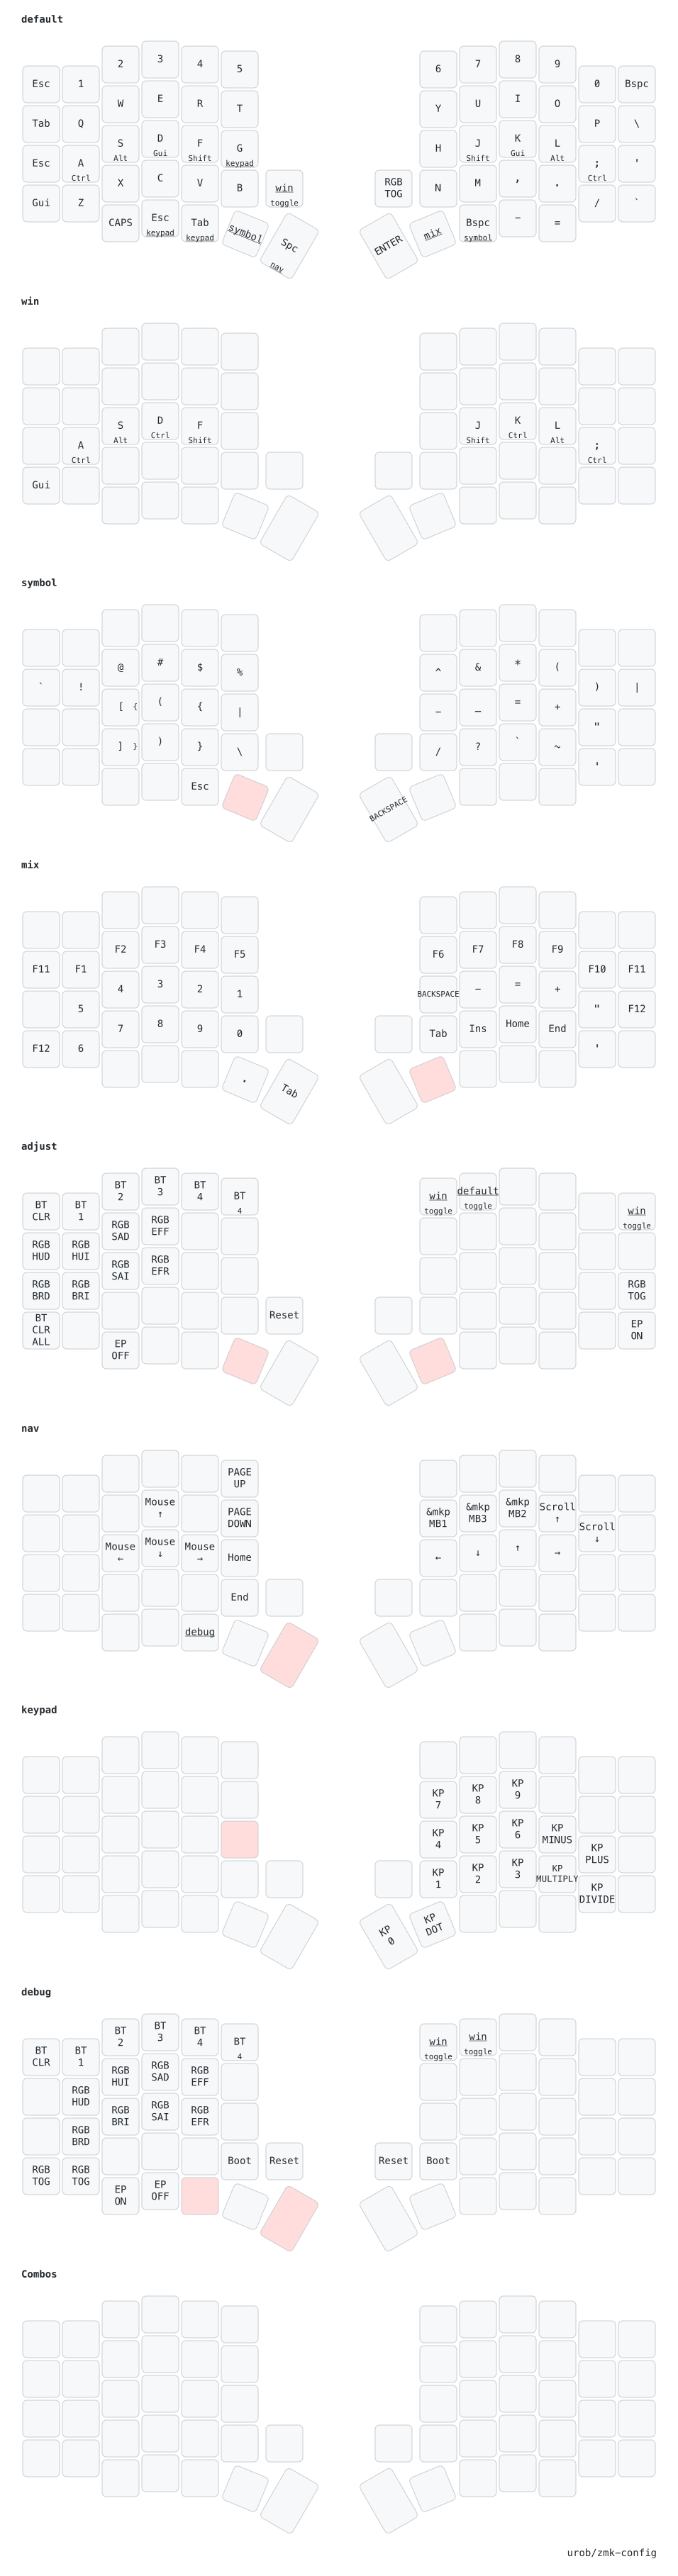 default
Esc 1 2 3 4 5 6 7 8 9 0 Bspc
Tab Q W E R T Y U I O P \
Esc A Ctrl S Alt D Gui F Shift G keypad H J Shift K Gui L Alt ; Ctrl '
Gui Z X C V B win toggle RGB TOG N M , . / `
CAPS Esc keypad Tab keypad symbol Spc nav ENTER mix Bspc symbol − =
win
A Ctrl S Alt D Ctrl F Shift J Shift K Ctrl L Alt ; Ctrl
Gui
symbol
` ! @ # $ % ^ & * ( ) |
[ { ( { | − _ = + "
] } ) } \ / ? ` ~ '
Esc BACKSPACE
mix
F11 F1 F2 F3 F4 F5 F6 F7 F8 F9 F10 F11
5 4 3 2 1 BACKSPACE − = + " F12
F12 6 7 8 9 0 Tab Ins Home End '
. Tab
adjust
BT CLR BT 1 BT 2 BT 3 BT 4 BT 4 win toggle default toggle win toggle
RGB HUD RGB HUI RGB SAD RGB EFF
RGB BRD RGB BRI RGB SAI RGB EFR RGB TOG
BT CLR ALL Reset EP ON
EP OFF
nav
PAGE UP
Mouse ↑ PAGE DOWN &mkp MB1 &mkp MB3 &mkp MB2 Scroll ↑ Scroll ↓
Mouse ← Mouse ↓ Mouse → Home ← ↓ ↑ →
End
debug
keypad
KP 7 KP 8 KP 9
KP 4 KP 5 KP 6 KP MINUS KP PLUS
KP 1 KP 2 KP 3 KP MULTIPLY KP DIVIDE
KP 0 KP DOT
debug
BT CLR BT 1 BT 2 BT 3 BT 4 BT 4 win toggle win toggle
RGB HUD RGB HUI RGB SAD RGB EFF
RGB BRD RGB BRI RGB SAI RGB EFR
RGB TOG RGB TOG Boot Reset Reset Boot
EP ON EP OFF
Combos
urob/zmk-config